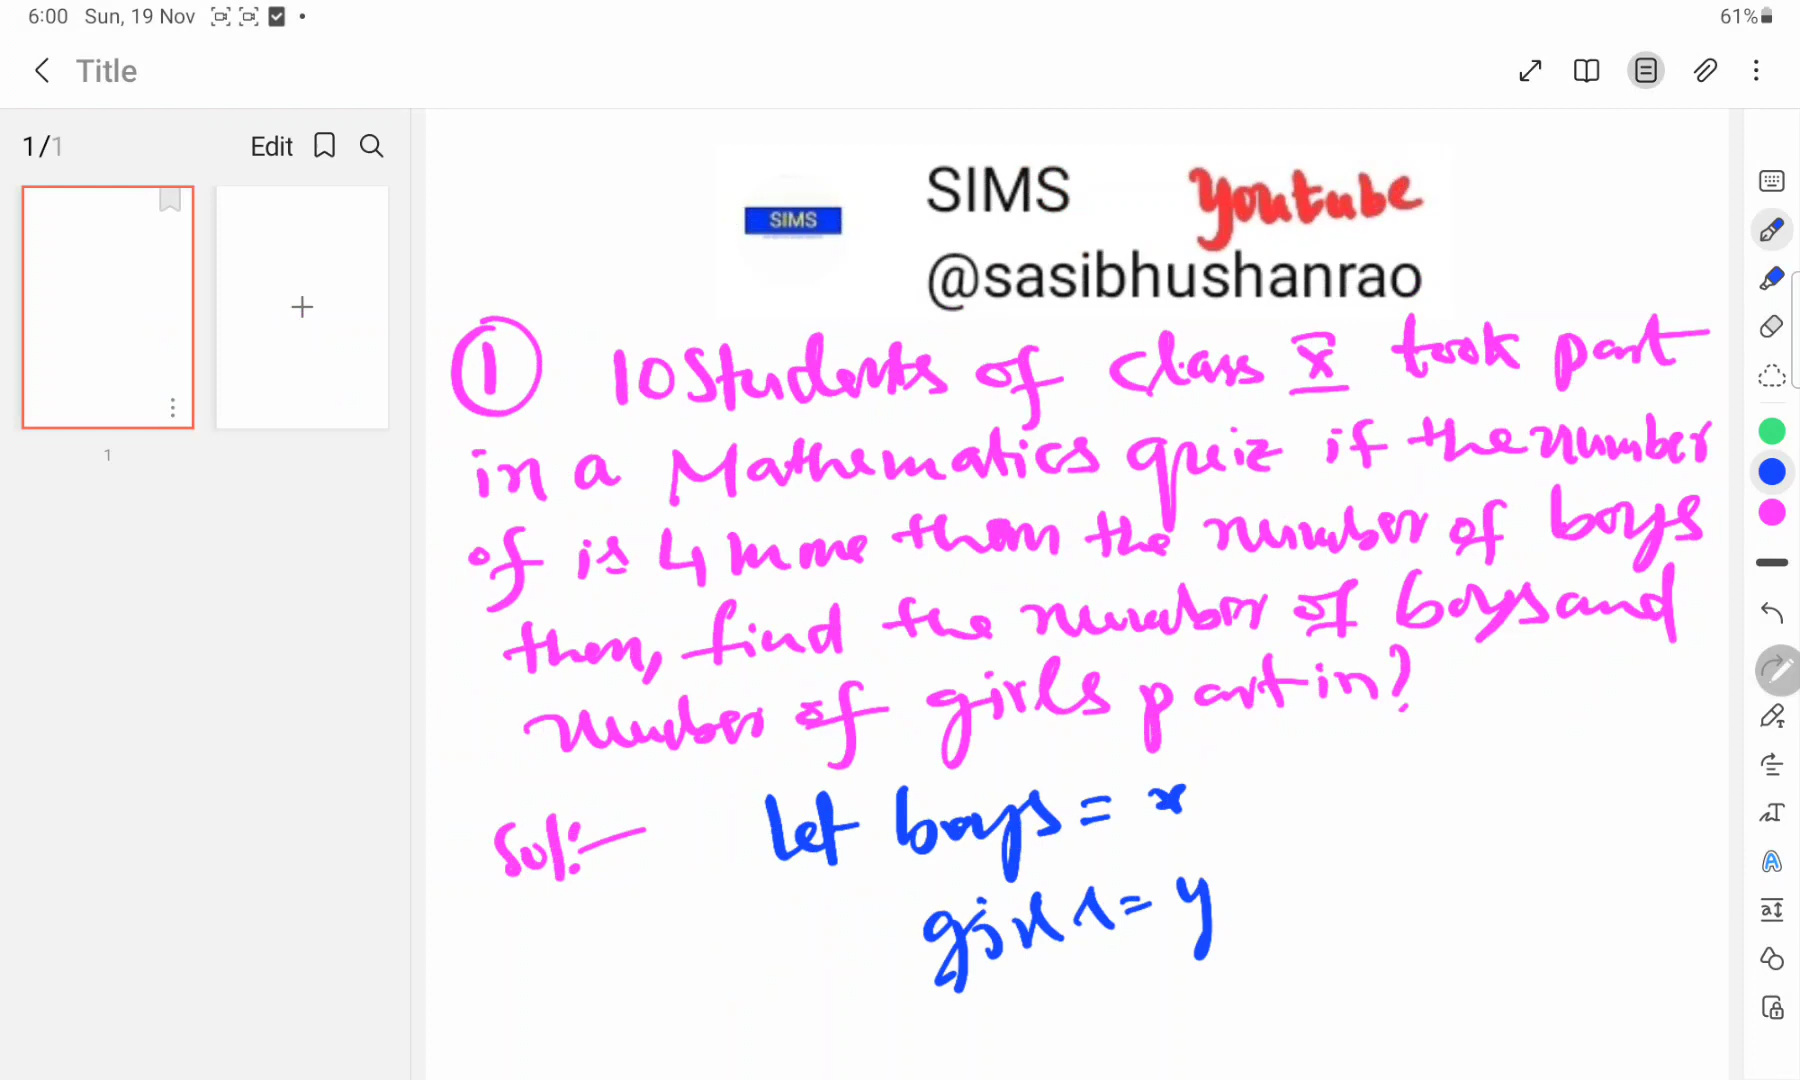 6:00 Sun, 19 Nov
61%
Title
1/1 Edit
1
SIMS
SIMS Youtube
@sasibhushanrao
1 10 Students of class X took part
in a Mathematics quiz if the number
of is 4 more than the number of boys
then, find the number of boys and
number of girls part in?
Sol:-
Let boys = x
girls = y